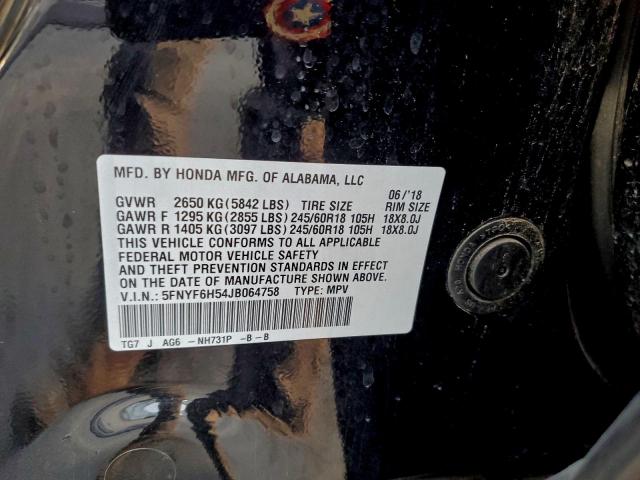 MFD. BY HONDA MFG. OF ALABAMA, LLC
GVWR 2650 KG(5842 LBS) TIRE SIZE 06/'18 RIM SIZE
GAWR F 1295 KG(2855 LBS)245/60R18 105H 18X8.0J
GAWR R 1405 KG(3097 LBS)245/60R18 105H 18X8.0J
THIS VEHICLE CONFORMS TO ALL APPLICABLE
FEDERAL MOTOR VEHICLE SAFETY
AND THEFT PREVENTION STANDARDS IN EFFECT
ON THE DATE OF MANUFACTURE SHOWN ABOVE.
V.I.N.: 5FNYF6H54JB064758 TYPE: MPV
TG7 J AG6 -NH731P -B -B